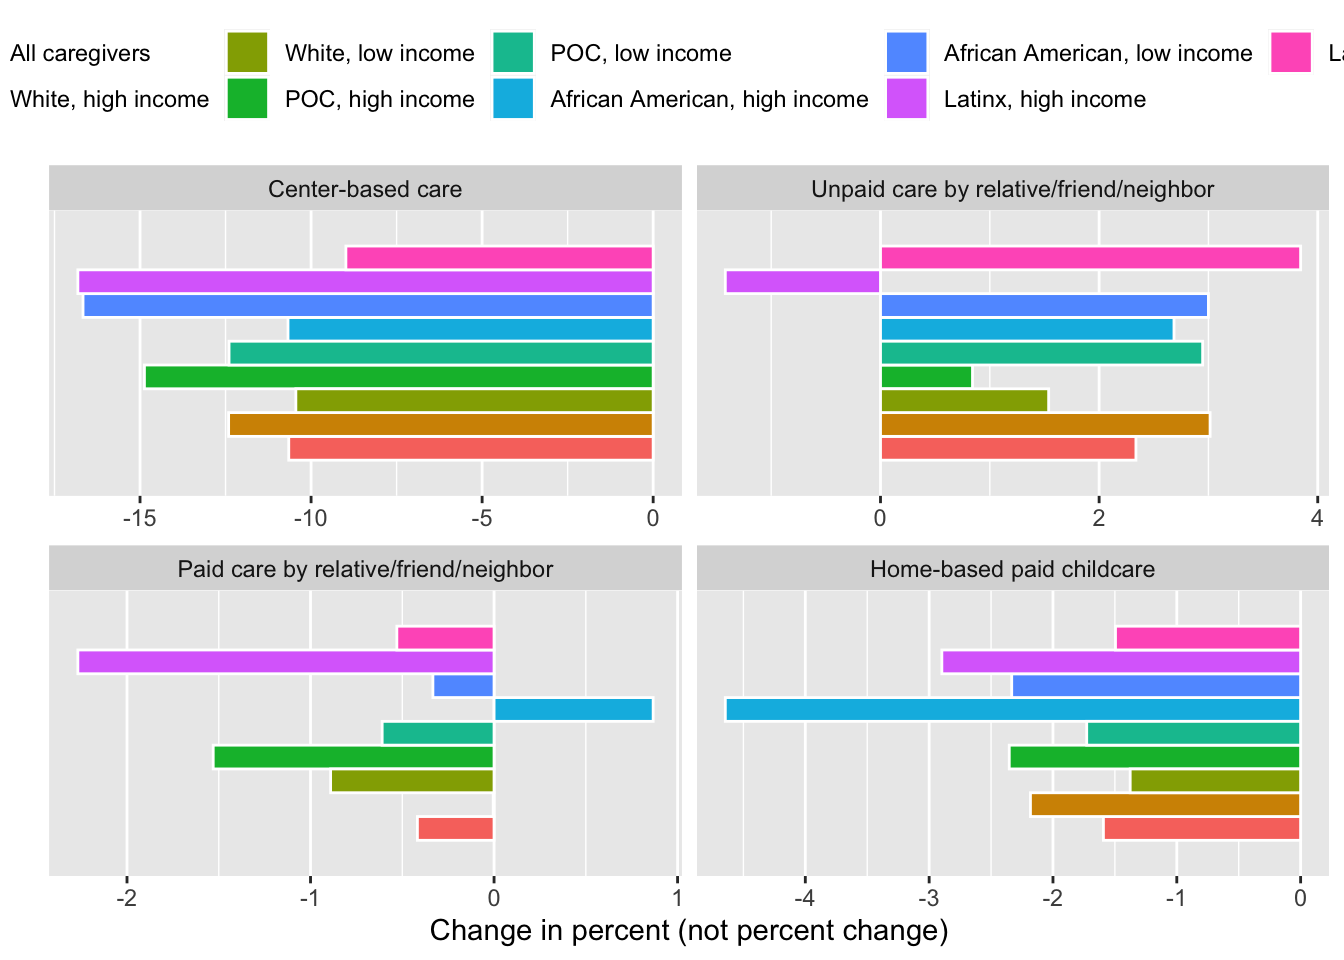 All caregivers White, low income POC, low income African American, low income
White, high income POC, high income African American, high income Latinx, high income
Center-based care Unpaid care by relative/friend/neighbor
-15 -10 -5 0 0 2 4
Paid care by relative/friend/neighbor Home-based paid childcare
-2 -1 0 1 -4 -3 -2 -1 0
Change in percent (not percent change)